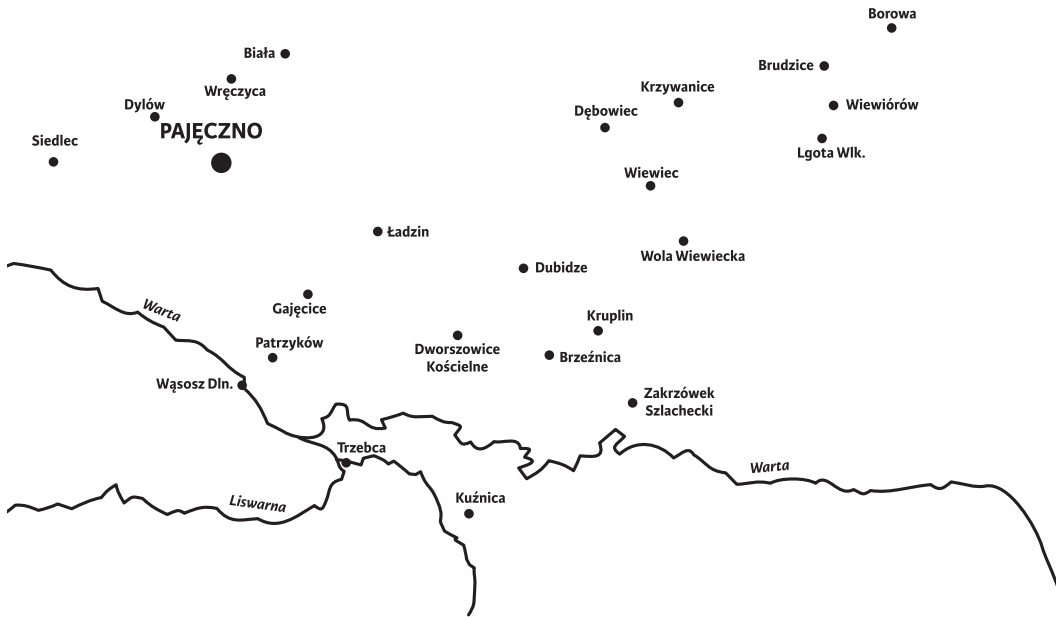 Borowa
Biała
Brudzice
Wręczyca
Krzywanice
Dylów
Dębowiec
Wiewiórów
PAJĘCZNO
Siedlec
Lgota Wlk.
Wiewiec
Ładzin
Wola Wiewiecka
Dubidze
Warta
Gajęcice
Kruplin
Patrzyków
Dworszowice
Kościelne
Brzeźnica
Wąsosz Dln.
Zakrzówek
Szlachecki
Trzebca
Warta
Liswarna
Kuźnica